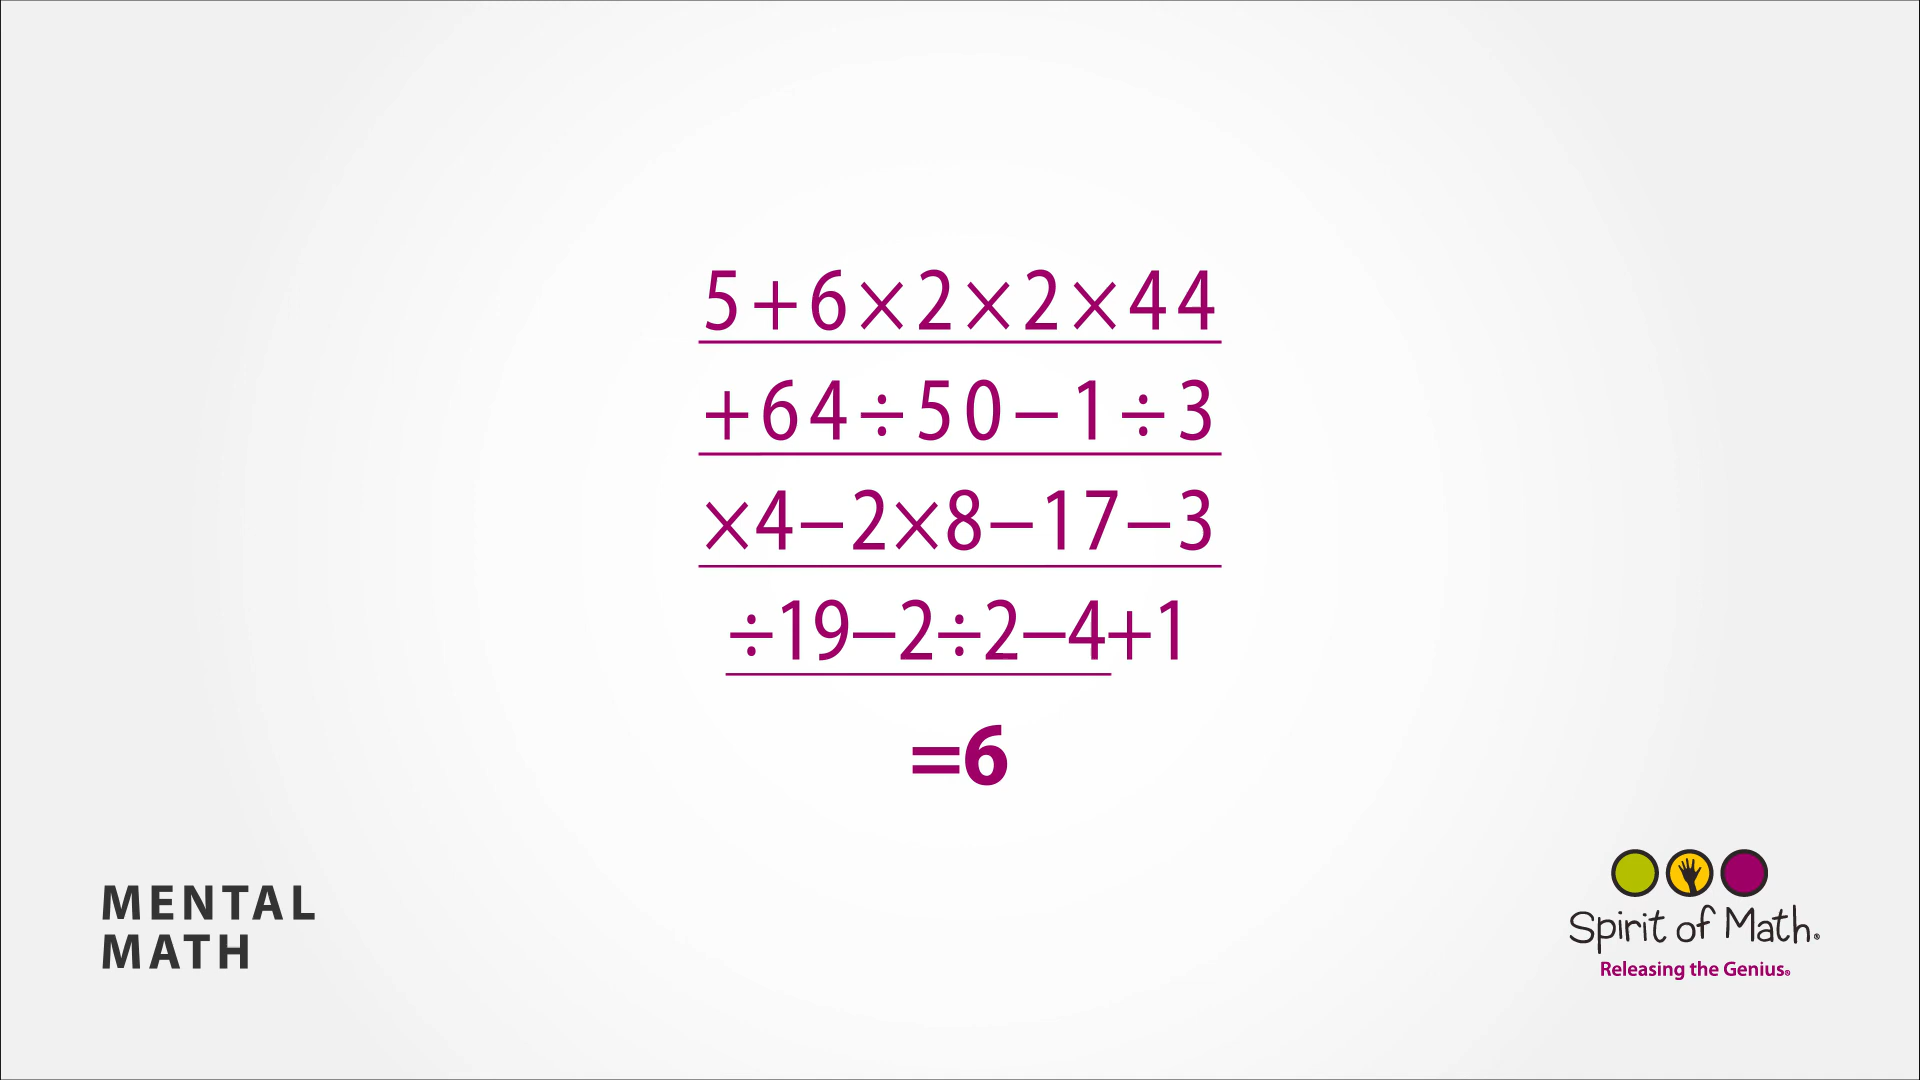 5+6×2×2×44
+64÷50−1÷3
×4−2×8−17−3
÷19−2÷2−4+1
=6
MENTAL
MATH
Spirit of Math®
Releasing the Genius®